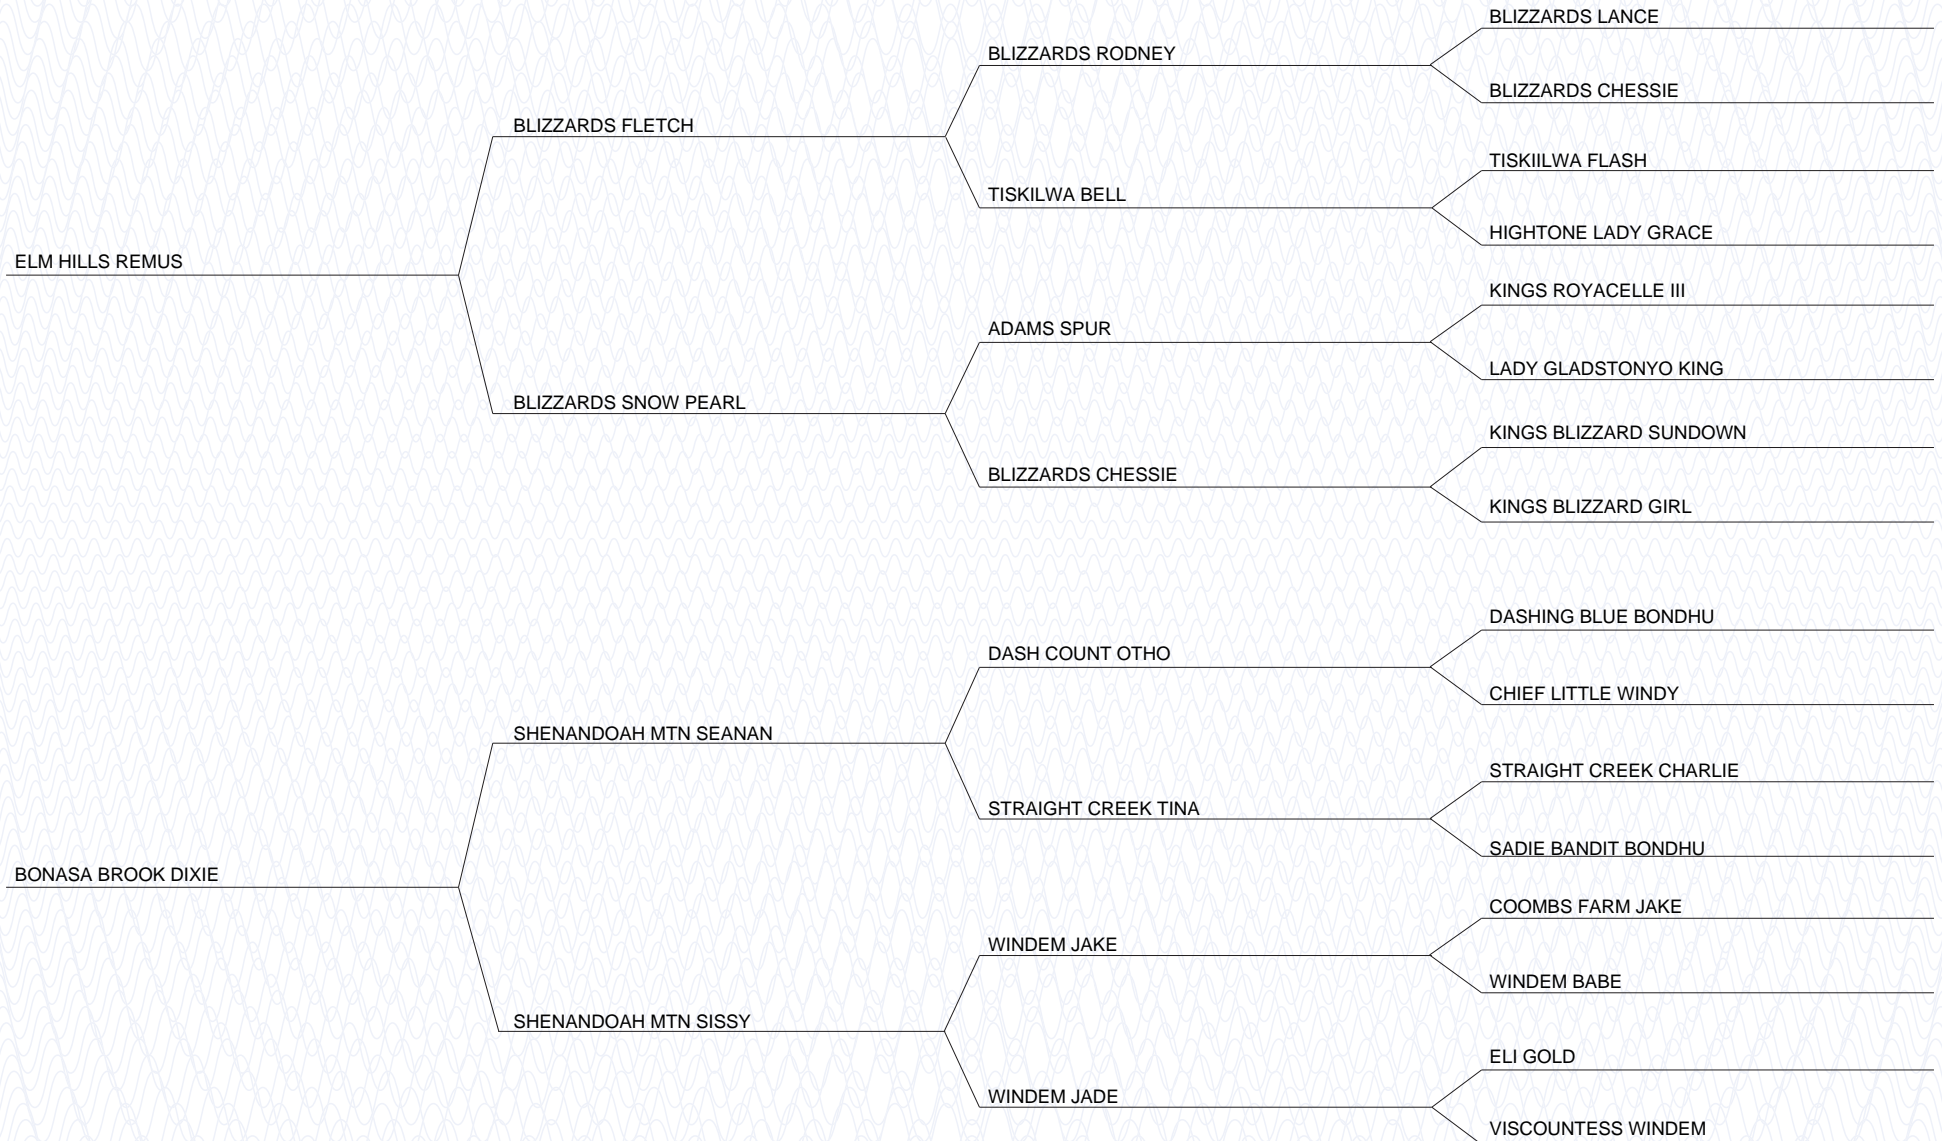 BLIZZARDS LANCE
BLIZZARDS RODNEY
BLIZZARDS CHESSIE
BLIZZARDS FLETCH
TISKIILWA FLASH
TISKILWA BELL
HIGHTONE LADY GRACE
ELM HILLS REMUS
KINGS ROYACELLE III
ADAMS SPUR
LADY GLADSTONYO KING
BLIZZARDS SNOW PEARL
KINGS BLIZZARD SUNDOWN
BLIZZARDS CHESSIE
KINGS BLIZZARD GIRL
DASHING BLUE BONDHU
DASH COUNT OTHO
CHIEF LITTLE WINDY
SHENANDOAH MTN SEANAN
STRAIGHT CREEK CHARLIE
STRAIGHT CREEK TINA
SADIE BANDIT BONDHU
BONASA BROOK DIXIE
COOMBS FARM JAKE
WINDEM JAKE
WINDEM BABE
SHENANDOAH MTN SISSY
ELI GOLD
WINDEM JADE
VISCOUNTESS WINDEM